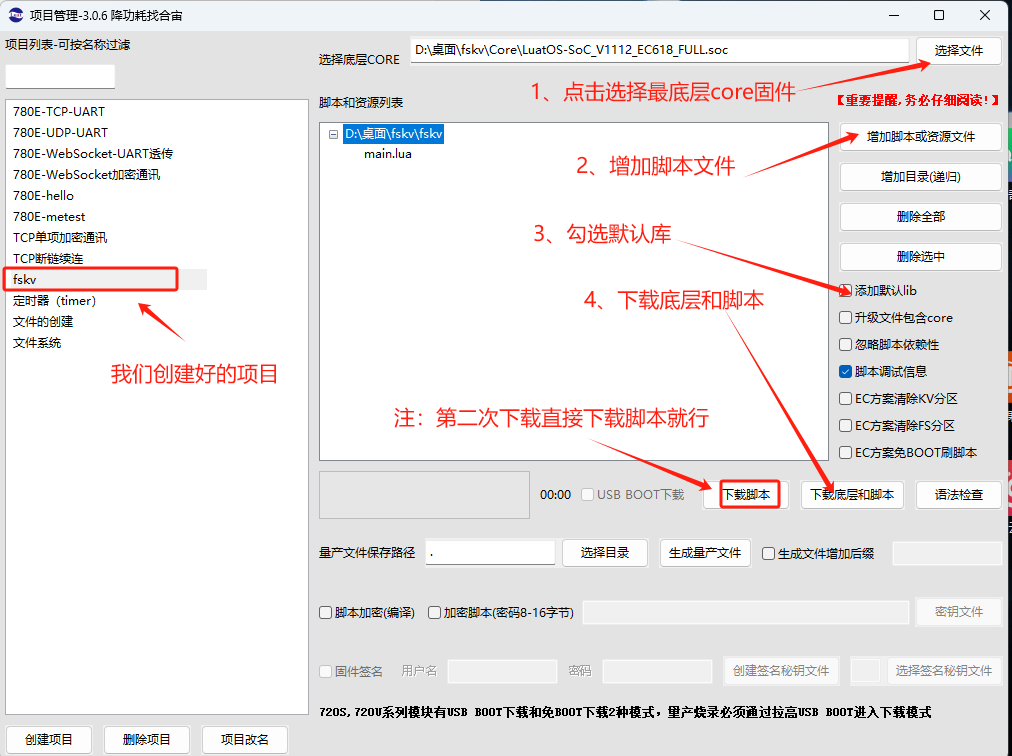 项目管理-3.0.6 降功耗找合宙
项目列表-可按名称过滤
780E-TCP-UART
780E-UDP-UART
780E-WebSocket-UART透传
780E-WebSocket加密通讯
780E-hello
780E-metest
TCP单项加密通讯
TCP断链续连
fskv
定时器（timer）
文件的创建
文件系统
我们创建好的项目
创建项目
删除项目
项目改名
选择底层CORE
D:\桌面\fskv\Core\LuatOS-SoC_V1112_EC618_FULL.soc
选择文件
1、点击选择最底层core固件
【重要提醒,务必仔细阅读!】
脚本和资源列表
D:\桌面\fskv\fskv
main.lua
2、增加脚本文件
增加脚本或资源文件
增加目录(递归)
删除全部
删除选中
3、勾选默认库
添加默认lib
4、下载底层和脚本
升级文件包含core
忽略脚本依赖性
脚本调试信息
EC方案清除KV分区
EC方案清除FS分区
EC方案免BOOT刷脚本
注：第二次下载直接下载脚本就行
00:00
USB BOOT下载
下载脚本
下载底层和脚本
语法检查
量产文件保存路径
.
选择目录
生成量产文件
生成文件增加后缀
脚本加密(编译)
加密脚本(密码8-16字节)
密钥文件
固件签名
用户名
密码
创建签名秘钥文件
选择签名秘钥文件
720S,720U系列模块有USB BOOT下载和免BOOT下载2种模式，量产烧录必须通过拉高USB BOOT进入下载模式